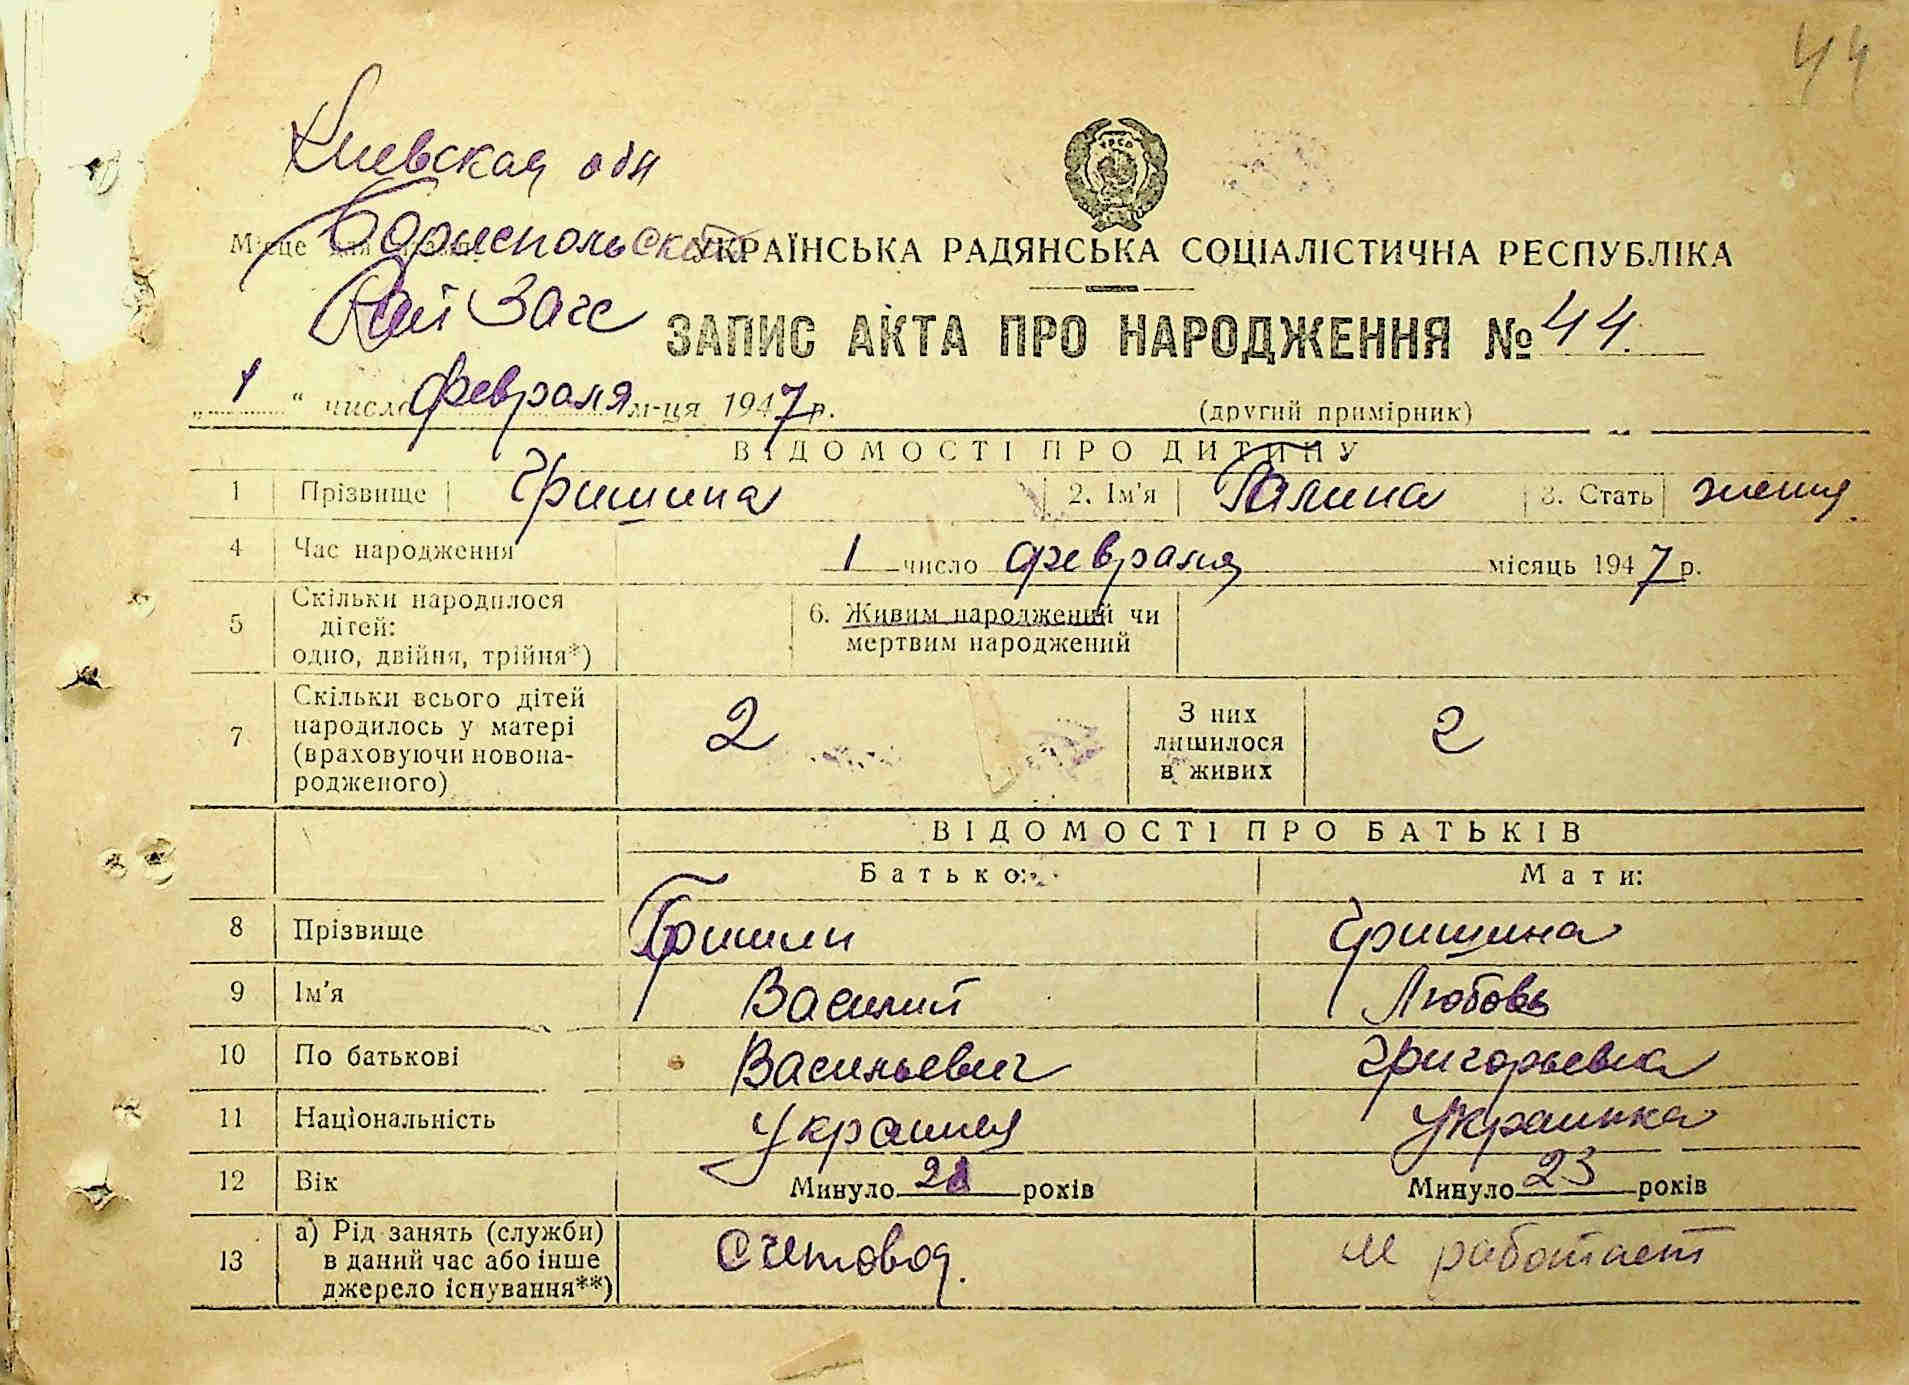 44
Киевская обл
Бориспольский
Місце для
УКРАЇНСЬКА РАДЯНСЬКА СОЦІАЛІСТИЧНА РЕСПУБЛІКА
Рай Загс
ЗАПИС АКТА ПРО НАРОДЖЕННЯ № 44.
„ 1 “ число февраля м-ця 1947 р.
(другий примірник)
ВІДОМОСТІ ПРО ДИТИНУ
1 Прізвище Гришина 2. Ім'я Галина 3. Стать
4 Час народження 1 число февраля місяць 1947 р.
5 Скільки народилося дітей: одно, двійня, трійня*) 6. Живим народжений чи мертвим народжений
7 Скільки всього дітей народилось у матері (враховуючи новонародженого) 2 З них лишилося в живих 2
ВІДОМОСТІ ПРО БАТЬКІВ
Батько: Мати:
8 Прізвище Гришин Гришина
9 Ім'я Василий Любовь
10 По батькові Васильевич Григорьевна
11 Національність Украинец Украинка
12 Вік Минуло років Минуло 23 років
13 а) Рід занять (служби) в даний час або інше джерело існування**) Счетовод. работает